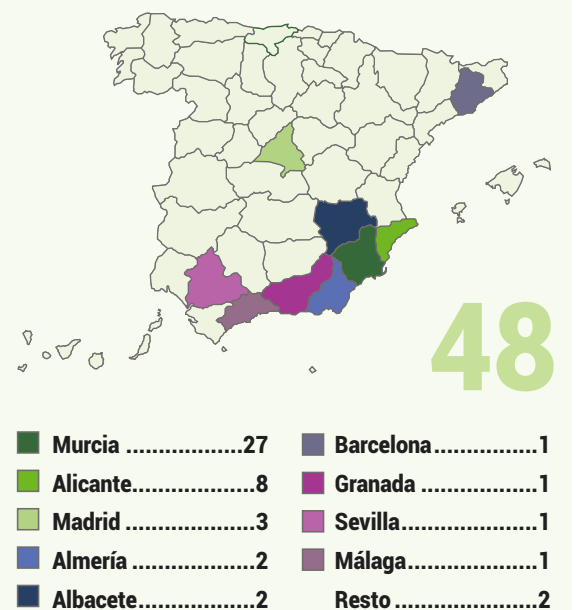 48
Murcia .................27
Alicante..................8
Madrid ...................3
Almería ..................2
Albacete.................2
Barcelona...............1
Granada .................1
Sevilla....................1
Málaga...................1
Resto .....................2